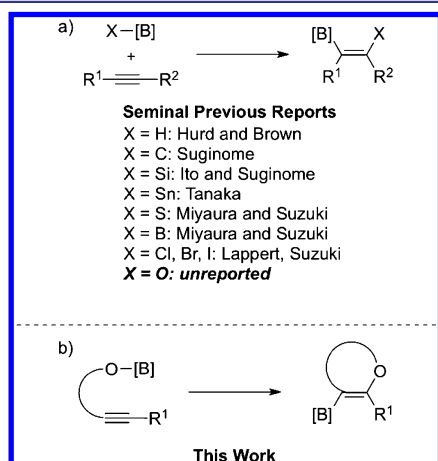 a)
X–[B]
+
R¹ R²
[B] X
R¹ R²
Seminal Previous Reports
X = H: Hurd and Brown
X = C: Suginome
X = Si: Ito and Suginome
X = Sn: Tanaka
X = S: Miyaura and Suzuki
X = B: Miyaura and Suzuki
X = Cl, Br, I: Lappert, Suzuki
X = O: unreported
b)
O–[B]
R¹
O
[B] R¹
This Work